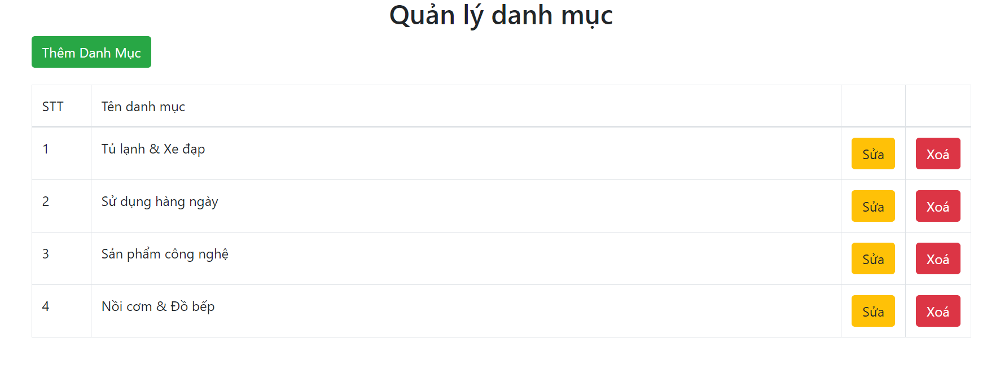 Quản lý danh mục
Thêm Danh Mục
STT Tên danh mục
1 Tủ lạnh & Xe đạp Sửa Xoá
2 Sử dụng hàng ngày Sửa Xoá
3 Sản phẩm công nghệ Sửa Xoá
4 Nồi cơm & Đồ bếp Sửa Xoá